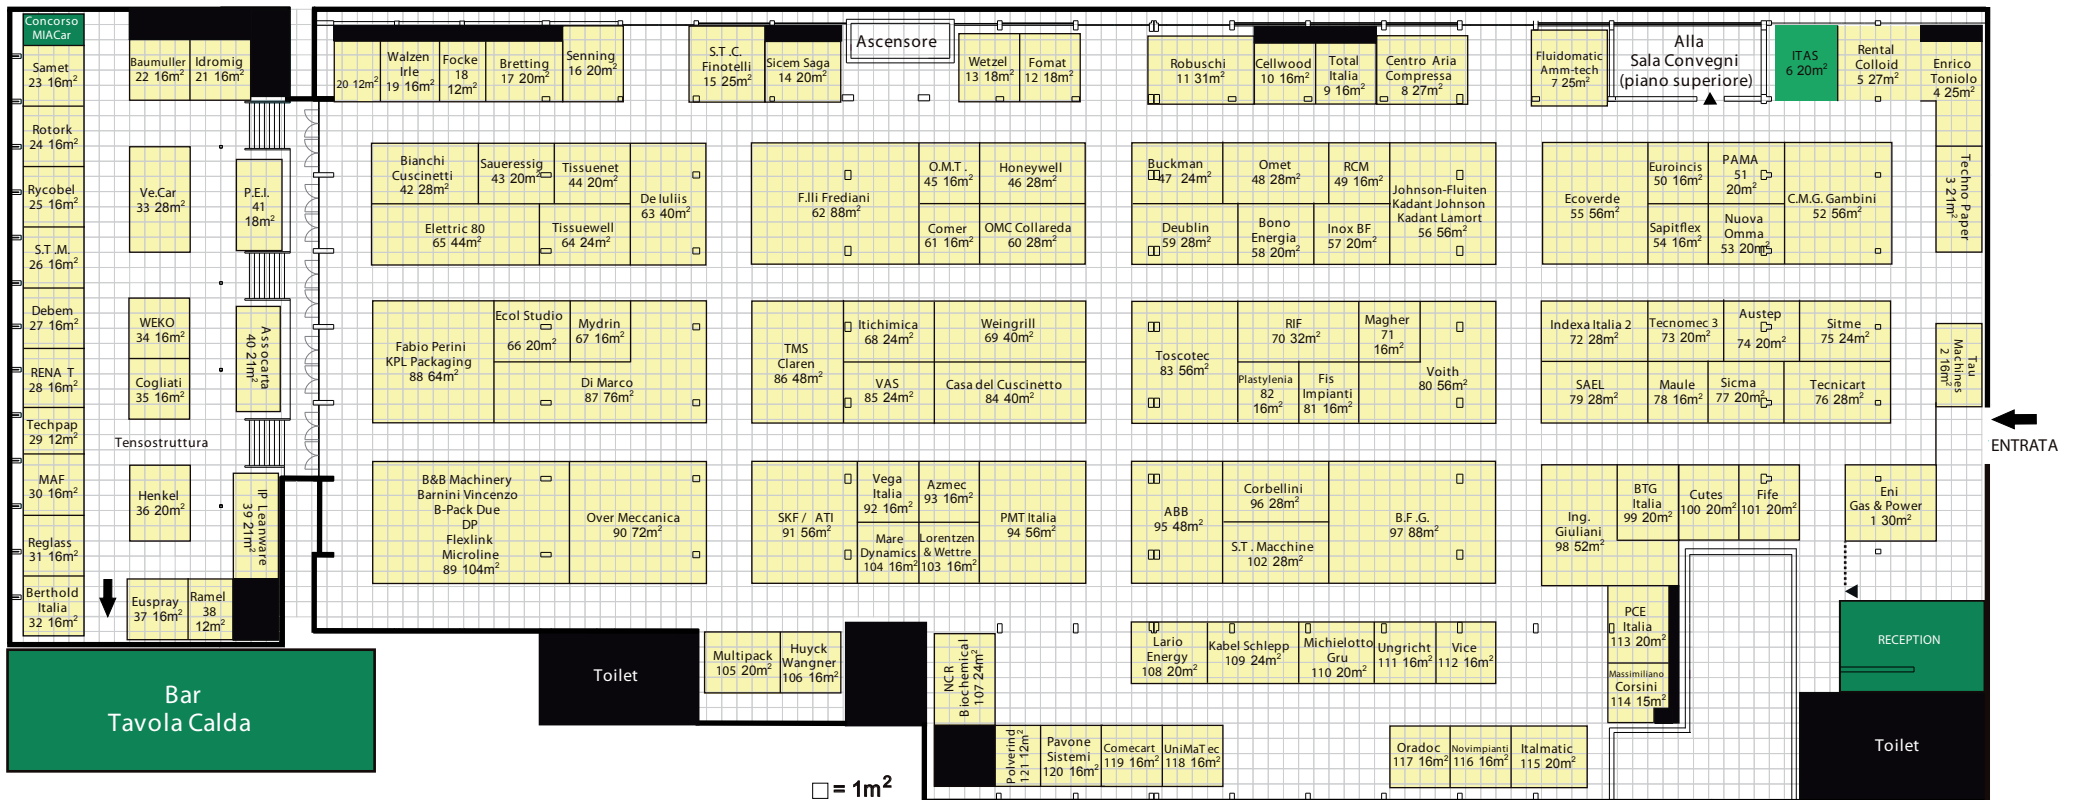 Concorso
MIACar
Samet
23 16m²
Rotork
24 16m²
Rycobel
25 16m²
S.T.M.
26 16m²
Debem
27 16m²
RENA T
28 16m²
Techpap
29 12m²
MAF
30 16m²
Reglass
31 16m²
Berthold
Italia
32 16m²
Baumuller
22 16m²
Idromig
21 16m²
Ve.Car
33 28m²
WEKO
34 16m²
Cogliati
35 16m²
Tensostruttura
Henkel
36 20m²
Euspray
37 16m²
Ramel
38
12m²
P.E.I.
41
18m²
Assocarta
40 21m²
IP Leanware
39 21m²
Bar
Tavola Calda
20 12m²
Walzen
Irle
19 16m²
Focke
18
12m²
Bretting
17 20m²
Senning
16 20m²
S.T.C.
Finotelli
15 25m²
Sicem Saga
14 20m²
Ascensore
Wetzel
13 18m²
Fomat
12 18m²
Robuschi
11 31m²
Cellwood
10 16m²
Total
Italia
9 16m²
Centro Aria
Compressa
8 27m²
Fluidomatic
Amm-tech
7 25m²
Alla
Sala Convegni
(piano superiore)
ITAS
6 20m²
Rental
Colloid
5 27m²
Enrico
Toniolo
4 25m²
Techno Paper
3 21m²
Tau
Machines
2 16m²
ENTRATA
Bianchi
Cuscinetti
42 28m²
Saueressig
43 20m²
Tissuenet
44 20m²
De Iuliis
63 40m²
Elettric 80
65 44m²
Tissuewell
64 24m²
F.lli Frediani
62 88m²
O.M.T.
45 16m²
Honeywell
46 28m²
Comer
61 16m²
OMC Collareda
60 28m²
Buckman
47 24m²
Omet
48 28m²
RCM
49 16m²
Johnson-Fluiten
Kadant Johnson
Kadant Lamort
56 56m²
Deublin
59 28m²
Bono
Energia
58 20m²
Inox BF
57 20m²
Ecoverde
55 56m²
Euroincis
50 16m²
PAMA
51
20m²
Sapitflex
54 16m²
Nuova
Omma
53 20m²
C.M.G. Gambini
52 56m²
Fabio Perini
KPL Packaging
88 64m²
Ecol Studio
66 20m²
Mydrin
67 16m²
Di Marco
87 76m²
TMS
Claren
86 48m²
Itichimica
68 24m²
Weingrill
69 40m²
VAS
85 24m²
Casa del Cuscinetto
84 40m²
Toscotec
83 56m²
RIF
70 32m²
Magher
71
16m²
Plastylenia
82
16m²
Fis
Impianti
81 16m²
Voith
80 56m²
Indexa Italia 2
72 28m²
Tecnomec 3
73 20m²
Austep
74 20m²
Sitme
75 24m²
SAEL
79 28m²
Maule
78 16m²
Sicma
77 20m²
Tecnicart
76 28m²
B&B Machinery
Barnini Vincenzo
B-Pack Due
DP
Flexlink
Microline
89 104m²
Over Meccanica
90 72m²
SKF / ATI
91 56m²
Vega
Italia
92 16m²
Azmec
93 16m²
Mare
Dynamics
104 16m²
Lorentzen
& Wettre
103 16m²
PMT Italia
94 56m²
ABB
95 48m²
Corbellini
96 28m²
S.T. Macchine
102 28m²
B.F.G.
97 88m²
Ing.
Giuliani
98 52m²
BTG
Italia
99 20m²
Cutes
100 20m²
Fife
101 20m²
Eni
Gas & Power
1 30m²
Toilet
Multipack
105 20m²
Huyck
Wangner
106 16m²
NCR
Biochemical
107 24m²
Lario
Energy
108 20m²
Kabel Schlepp
109 24m²
Michielotto
Gru
110 20m²
Ungricht
111 16m²
Vice
112 16m²
PCE
Italia
113 20m²
Massimiliano
Corsini
114 15m²
RECEPTION
Toilet
Polverind
121 12m²
Pavone
Sistemi
120 16m²
Comecart
119 16m²
UniMaTec
118 16m²
Oradoc
117 16m²
Novimpianti
116 16m²
Italmatic
115 20m²
= 1m²